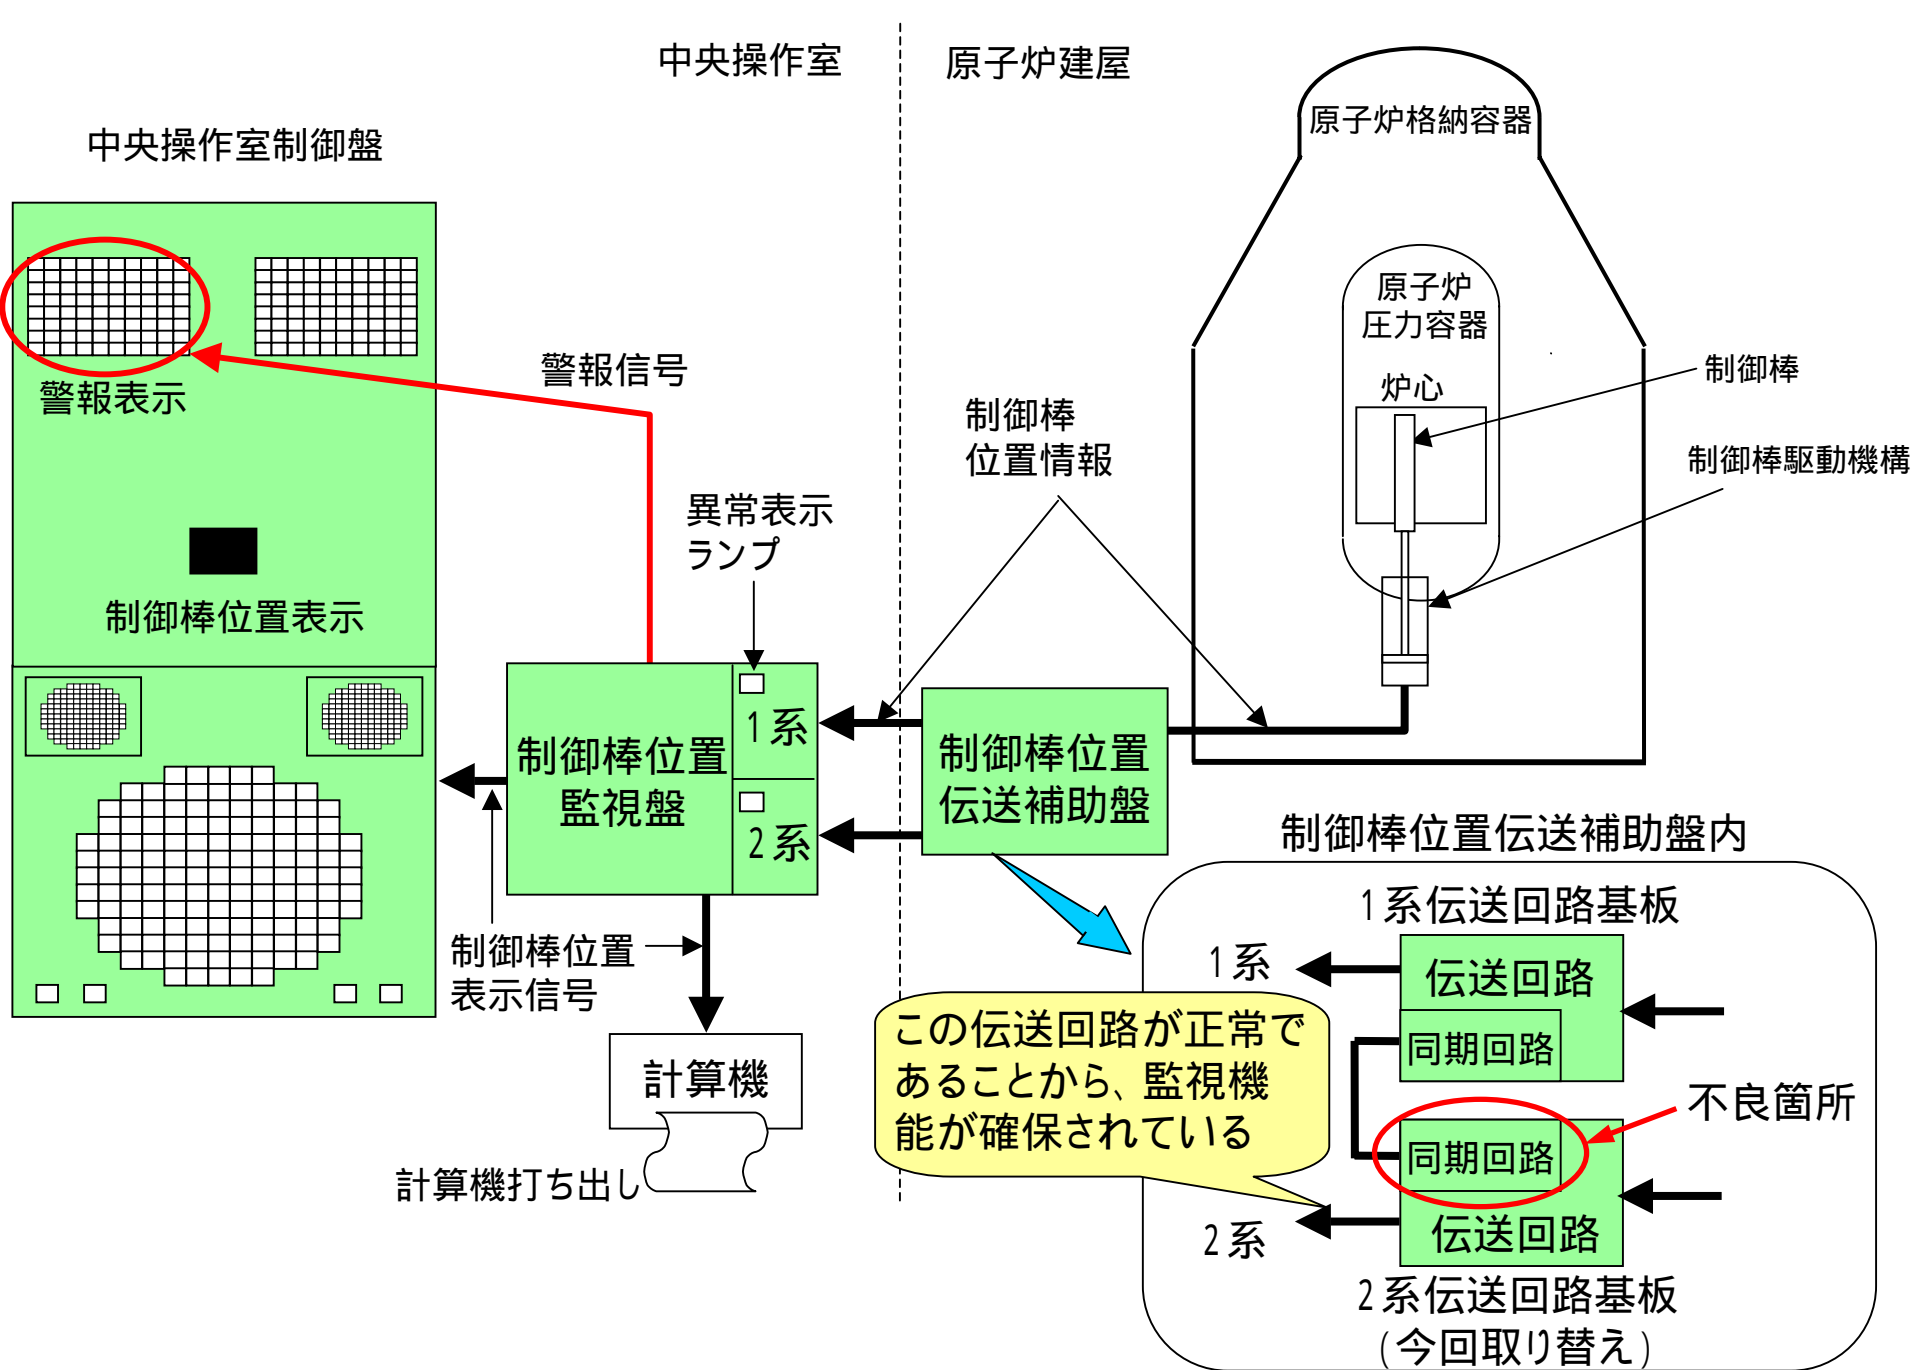 中央操作室
原子炉建屋
中央操作室制御盤
原子炉格納容器
原子炉
圧力容器
炉心
制御棒
制御棒駆動機構
警報信号
警報表示
制御棒
位置情報
異常表示
ランプ
制御棒位置表示
制御棒位置
監視盤
1系
2系
制御棒位置
伝送補助盤
制御棒位置
表示信号
計算機
計算機打ち出し
制御棒位置伝送補助盤内
1系伝送回路基板
1系
伝送回路
同期回路
この伝送回路が正常で
あることから、監視機
能が確保されている
不良箇所
同期回路
伝送回路
2系
2系伝送回路基板
(今回取り替え)